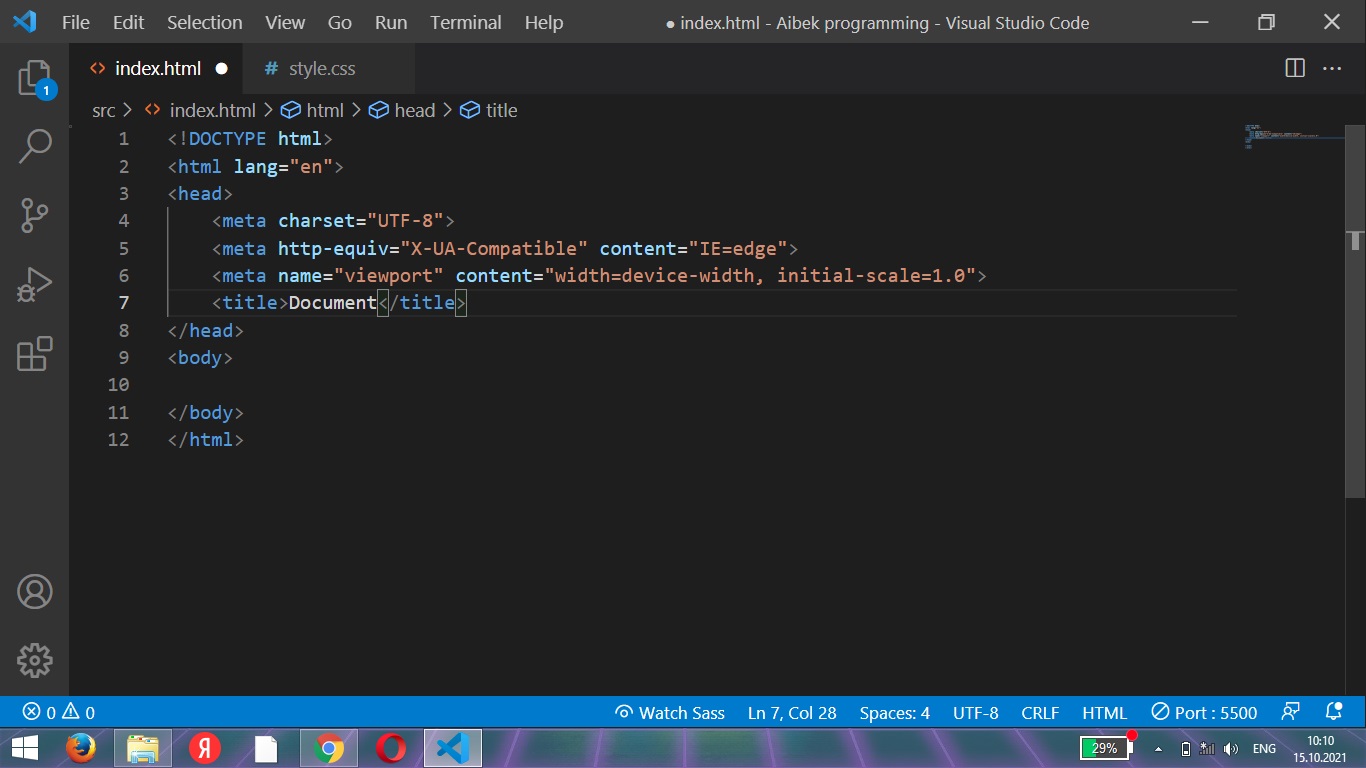 File Edit Selection View Go Run Terminal Help ● index.html - Aibek programming - Visual Studio Code
index.html ● # style.css
1
src > index.html > html > head > title
1 <!DOCTYPE html>
2 <html lang="en">
3 <head>
4 <meta charset="UTF-8">
5 <meta http-equiv="X-UA-Compatible" content="IE=edge">
6 <meta name="viewport" content="width=device-width, initial-scale=1.0">
7 <title>Document</title>
8 </head>
9 <body>
10
11 </body>
12 </html>
0 0 Watch Sass Ln 7, Col 28 Spaces: 4 UTF-8 CRLF HTML Port : 5500
Я 29% ENG 10:10
15.10.2021